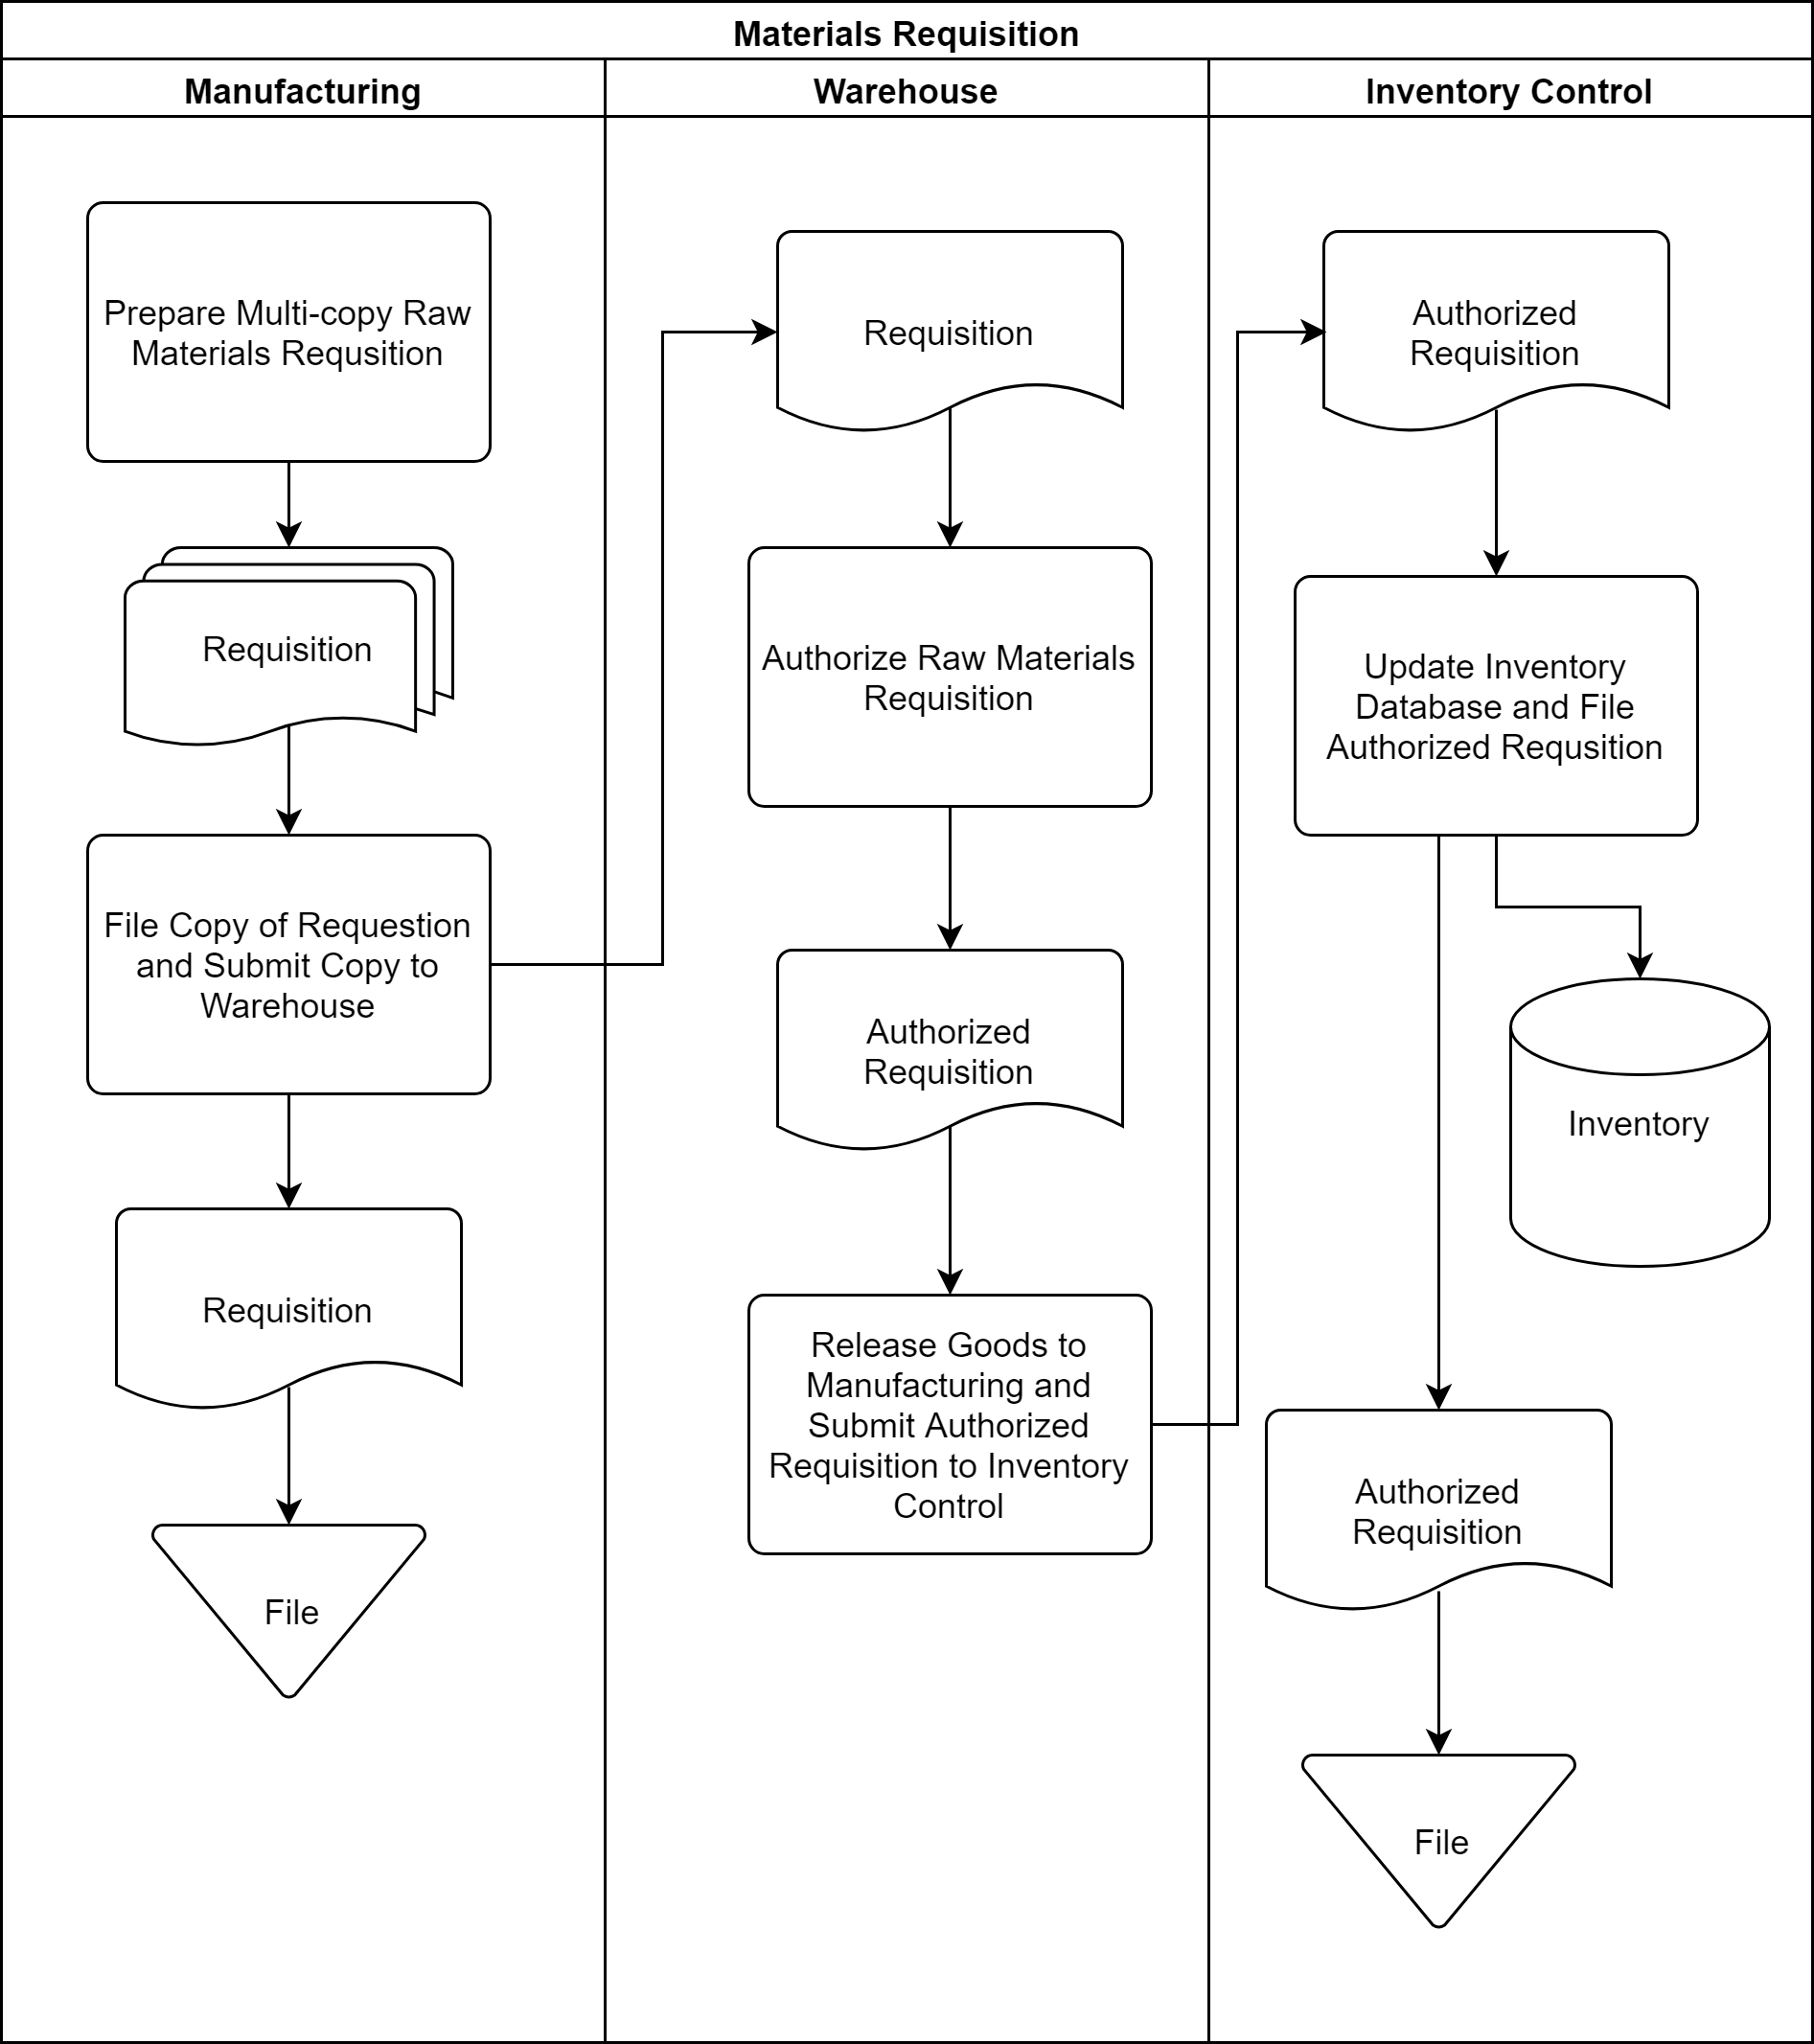 Materials Requisition
Manufacturing
Warehouse
Inventory Control
Prepare Multi-copy Raw
Materials Requsition
Requisition
File Copy of Requestion
and Submit Copy to
Warehouse
Requisition
File
Requisition
Authorize Raw Materials
Requisition
Authorized
Requisition
Release Goods to
Manufacturing and
Submit Authorized
Requisition to Inventory
Control
Authorized
Requisition
Update Inventory
Database and File
Authorized Requsition
Inventory
Authorized
Requisition
File